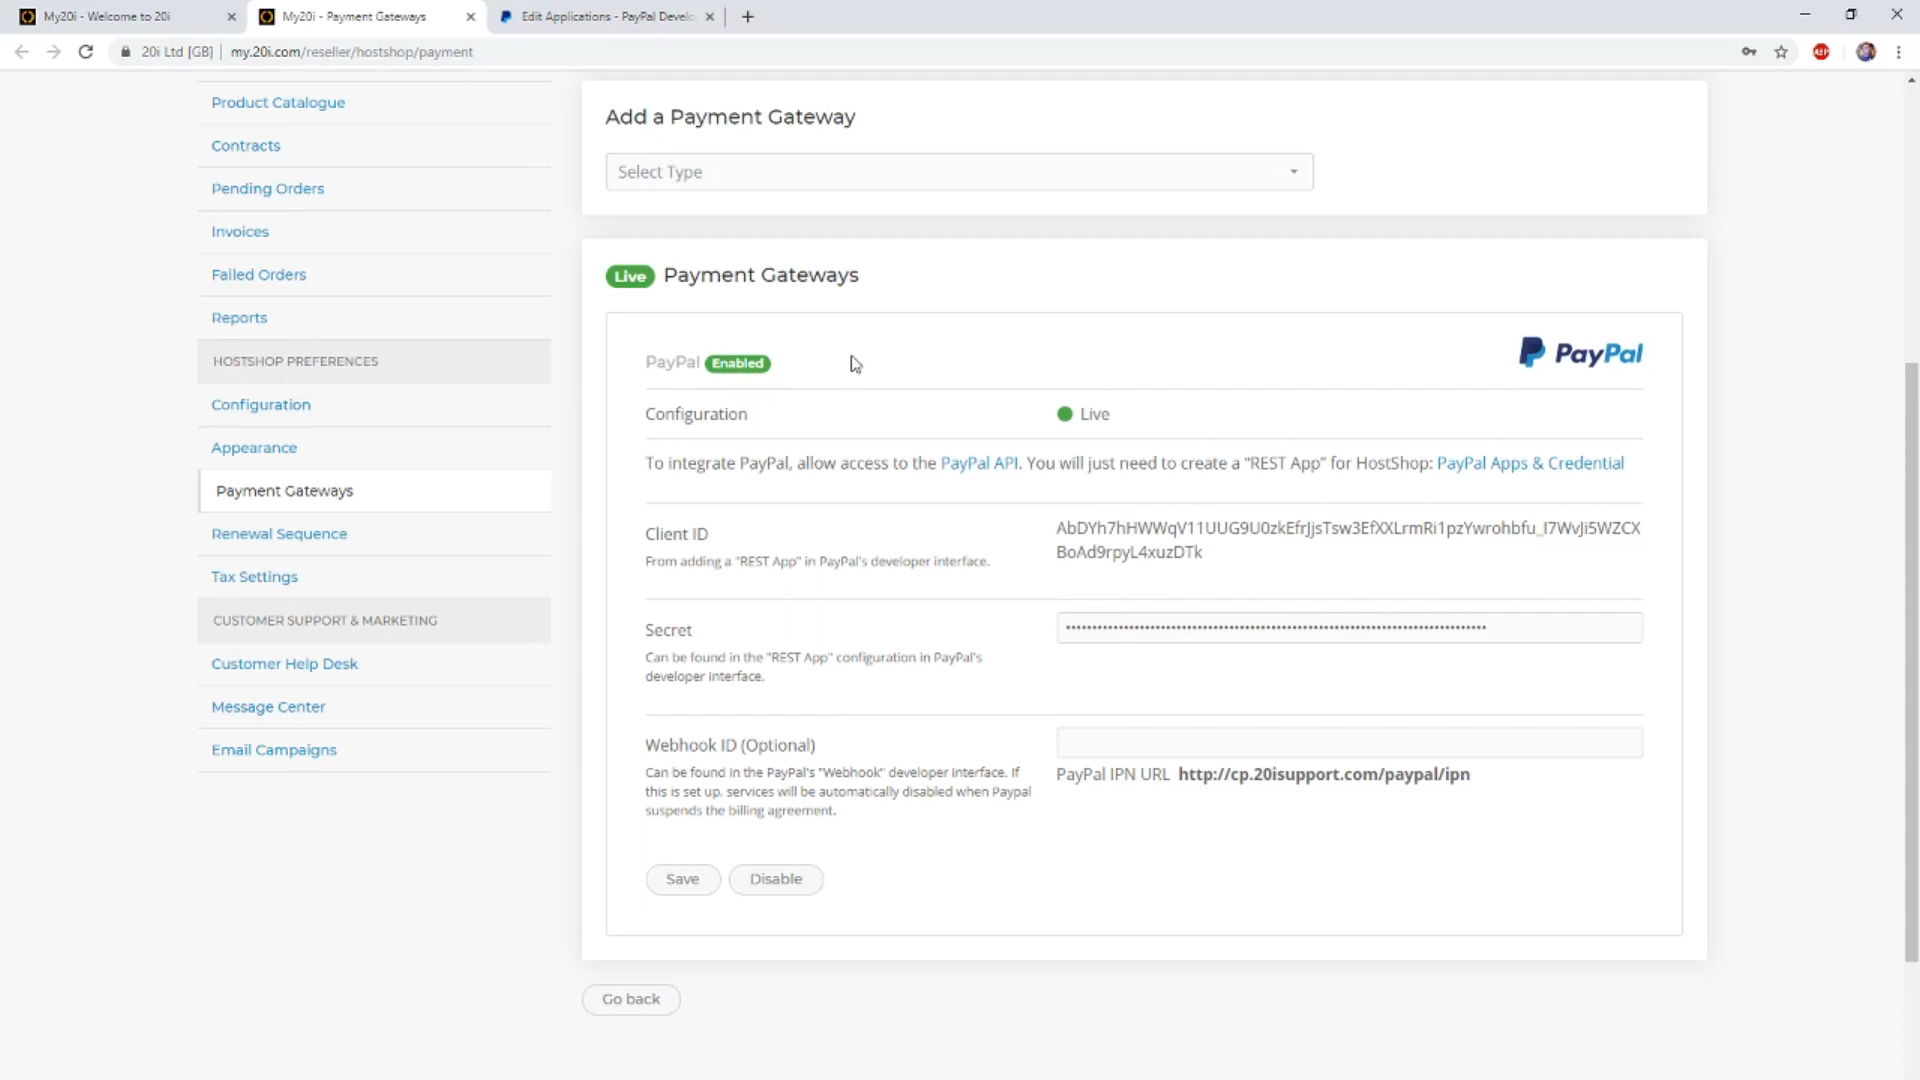 My20i - Welcome to 20i
My20i - Payment Gateways
Edit Applications - PayPal Develo
20i Ltd [GB] | my.20i.com/reseller/hostshop/payment
ABP
Product Catalogue
Contracts
Pending Orders
Invoices
Failed Orders
Reports
HOSTSHOP PREFERENCES
Configuration
Appearance
Payment Gateways
Renewal Sequence
Tax Settings
CUSTOMER SUPPORT & MARKETING
Customer Help Desk
Message Center
Email Campaigns
Add a Payment Gateway
Select Type
Live Payment Gateways
PayPal Enabled
PayPal
Configuration
Live
To integrate PayPal, allow access to the PayPal API. You will just need to create a “REST App” for HostShop: PayPal Apps & Credential
Client ID
From adding a "REST App" in PayPal's developer interface.
AbDYh7hHWWqV11UUG9U0zkEfrJjsTsw3EfXXLrmRi1pzYwrohbfu_I7WvJi5WZCX
BoAd9rpyL4xuzDTk
Secret
Can be found in the "REST App" configuration in PayPal's
developer interface.
Webhook ID (Optional)
Can be found in the PayPal's "Webhook" developer interface. If
this is set up, services will be automatically disabled when Paypal
suspends the billing agreement.
PayPal IPN URL http://cp.20isupport.com/paypal/ipn
Save
Disable
Go back